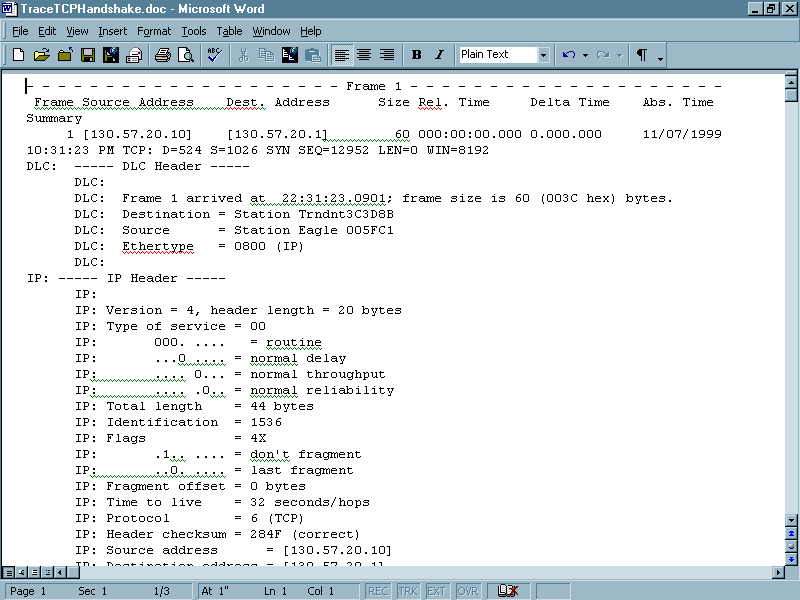 TraceTCPHandshake.doc - Microsoft Word
File Edit View Insert Format Tools Table Window Help
ABC B I Plain Text ¶
- - - - - - - - - - - - - - - - - - - - Frame 1 - - - - - - - - - - - - - - - - - - - -
Frame Source Address Dest. Address Size Rel. Time Delta Time Abs. Time
Summary
1 [130.57.20.10] [130.57.20.1] 60 000:00:00.000 0.000.000 11/07/1999
10:31:23 PM TCP: D=524 S=1026 SYN SEQ=12952 LEN=0 WIN=8192
DLC: ----- DLC Header -----
DLC:
DLC: Frame 1 arrived at 22:31:23.0901; frame size is 60 (003C hex) bytes.
DLC: Destination = Station Trndnt3C3D8B
DLC: Source = Station Eagle 005FC1
DLC: Ethertype = 0800 (IP)
DLC:
IP: ----- IP Header -----
IP:
IP: Version = 4, header length = 20 bytes
IP: Type of service = 00
IP: 000. .... = routine
IP: ...0 .... = normal delay
IP: .... 0... = normal throughput
IP: .... .0.. = normal reliability
IP: Total length = 44 bytes
IP: Identification = 1536
IP: Flags = 4X
IP: .1.. .... = don't fragment
IP: ..0. .... = last fragment
IP: Fragment offset = 0 bytes
IP: Time to live = 32 seconds/hops
IP: Protocol = 6 (TCP)
IP: Header checksum = 284F (correct)
IP: Source address = [130.57.20.10]
IP: Destination address = [130.57.20.1]
Page 1 Sec 1 1/3 At 1" Ln 1 Col 1 REC TRK EXT OVR